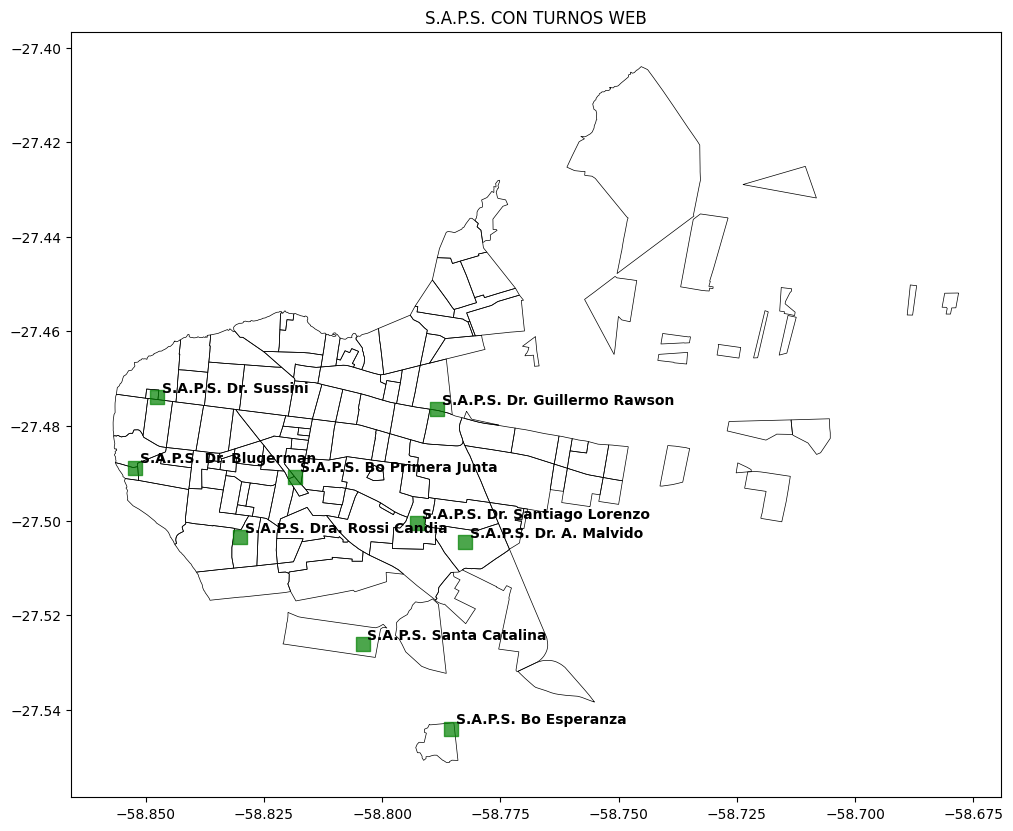 S.A.P.S. CON TURNOS WEB
−27.40
−27.42
−27.44
−27.46
−27.48
−27.50
−27.52
−27.54
S.A.P.S. Dr. Sussini
S.A.P.S. Dr. Guillermo Rawson
S.A.P.S. Dr. Blugerman
S.A.P.S. Bo Primera Junta
S.A.P.S. Dr. Santiago Lorenzo
S.A.P.S. Dra. Rossi Candia
S.A.P.S. Dr. A. Malvido
S.A.P.S. Santa Catalina
S.A.P.S. Bo Esperanza
−58.850
−58.825
−58.800
−58.775
−58.750
−58.725
−58.700
−58.675